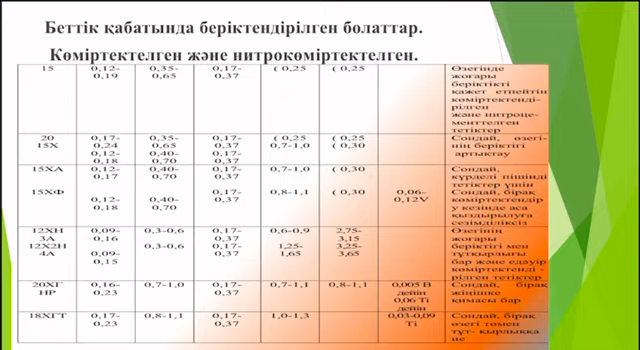 Беттік қабатында беріктендірілген болаттар.
Көміртектелген және нитрокөміртектелген.
15 0,12-0,19 0,35-0,65 0,17-0,37 ( 0,25 ( 0,25 Өзегінде
жоғары
беріктікті
қажет етпейтін
көміртектенді-
рілген
және нитроце-
менттелген
тетіктер
20 0,17-0,24 0,35-0,65 0,17-0,37 ( 0,25 ( 0,25 Сондай, өзегі-
15Х 0,12-0,18 0,40-0,70 0,17-0,37 0,7-1,0 ( 0,30 нің беріктігі
артықтау
15ХА 0,12-0,17 0,40-0,70 0,17-0,37 0,7-1,0 ( 0,30 Сондай,
күрделі пішінді
тетіктер үшін
15ХФ 0,12-0,18 0,40-0,70 0,17-0,37 0,8-1,1 ( 0,30 0,06-0,12V Сондай, бірақ
көміртектендір
у кезінде аса
қыздырылуға
сезімділіксіз
12ХН3А 0,09-0,16 0,3-0,6 0,17-0,37 0,6-0,9 2,75-3,15 Өзегінің
жоғары
12Х2Н4А 0,09-0,15 0,3-0,6 0,17-0,37 1,25-1,65 3,25-3,65 беріктігі мен
тұтқырлығы
бар және едәуір
көміртектенді -
рілген тетіктер
20ХГНР 0,16-0,23 0,7-1,0 0,17-0,37 0,7-1,1 0,8-1,1 0,005 В дейін 0,06 Ti дейін Сондай, бірақ
жіңішке
қимасы бар
18ХГТ 0,17-0,23 0,8-1,1 0,17-0,37 1,0-1,3 0,03-0,09 Ti Сондай, бірақ
өзегі төмен
тұт- қырлыққа
ие